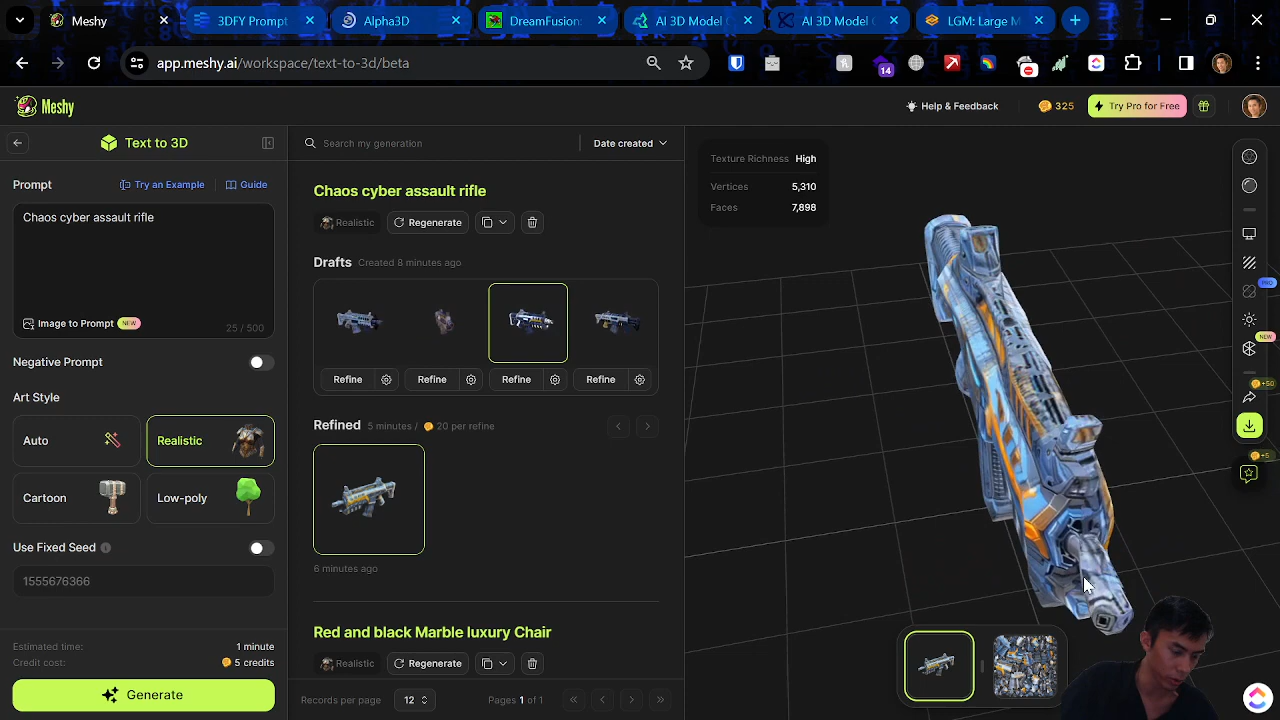 Meshy
3DFY Prompt
Alpha3D
DreamFusion:
AI 3D Model
AI 3D Model
LGM: Large M
app.meshy.ai/workspace/text-to-3d/beta
14
Meshy
Help & Feedback
325
Try Pro for Free
Text to 3D
Search my generation
Date created
Texture Richness High
Vertices 5,310
Faces 7,898
Prompt
Try an Example
Guide
Chaos cyber assault rifle
Image to Prompt NEW
25 / 500
Negative Prompt
Art Style
Auto
Realistic
Cartoon
Low-poly
Use Fixed Seed
1555676366
Estimated time: 1 minute
Credit cost: 5 credits
Generate
Chaos cyber assault rifle
Realistic
Regenerate
Drafts Created 8 minutes ago
Refine
Refine
Refine
Refine
Refined 5 minutes / 20 per refine
6 minutes ago
Red and black Marble luxury Chair
Realistic
Regenerate
Records per page 12 Pages 1 of 1
PRO
NEW
+50
+5